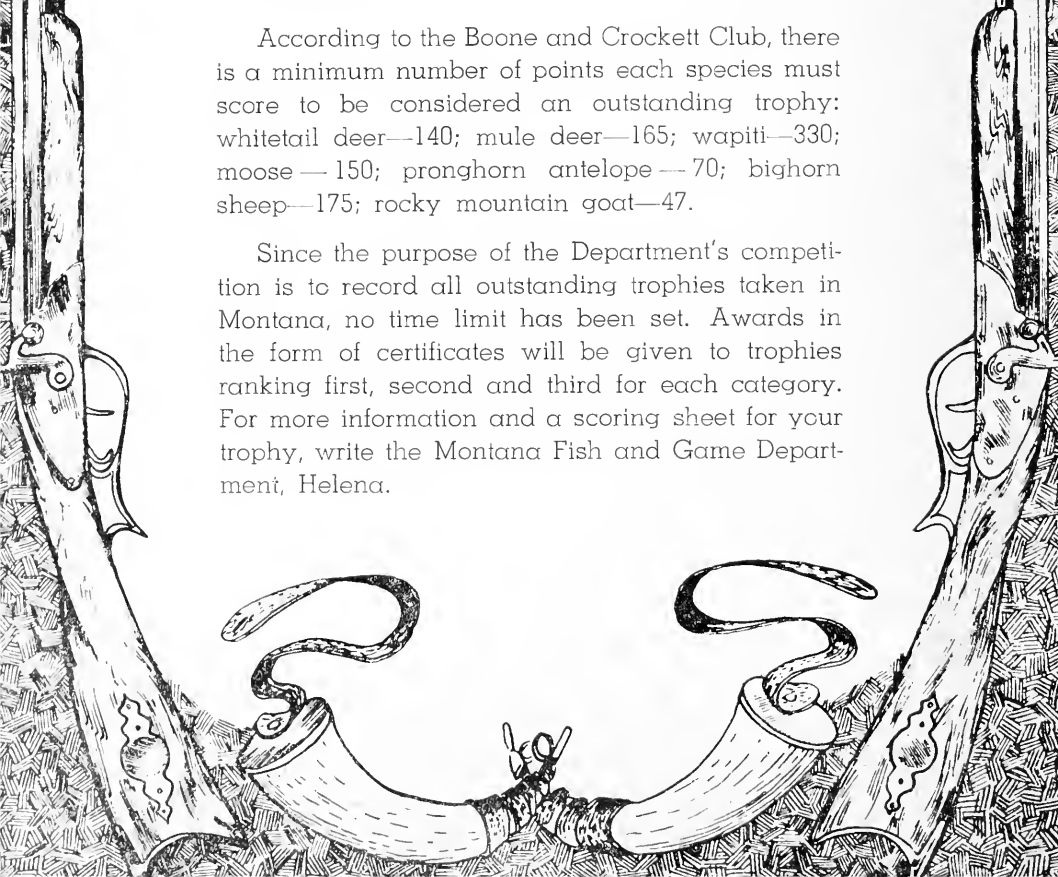 According to the Boone and Crockett Club, there
is a minimum number of points each species must
score to be considered an outstanding trophy:
whitetail deer—140; mule deer—165; wapiti—330;
moose — 150; pronghorn antelope — 70; bighorn
sheep—175; rocky mountain goat—47.
Since the purpose of the Department's competi-
tion is to record all outstanding trophies taken in
Montana, no time limit has been set. Awards in
the form of certificates will be given to trophies
ranking first, second and third for each category.
For more information and a scoring sheet for your
trophy, write the Montana Fish and Game Depart-
ment, Helena.